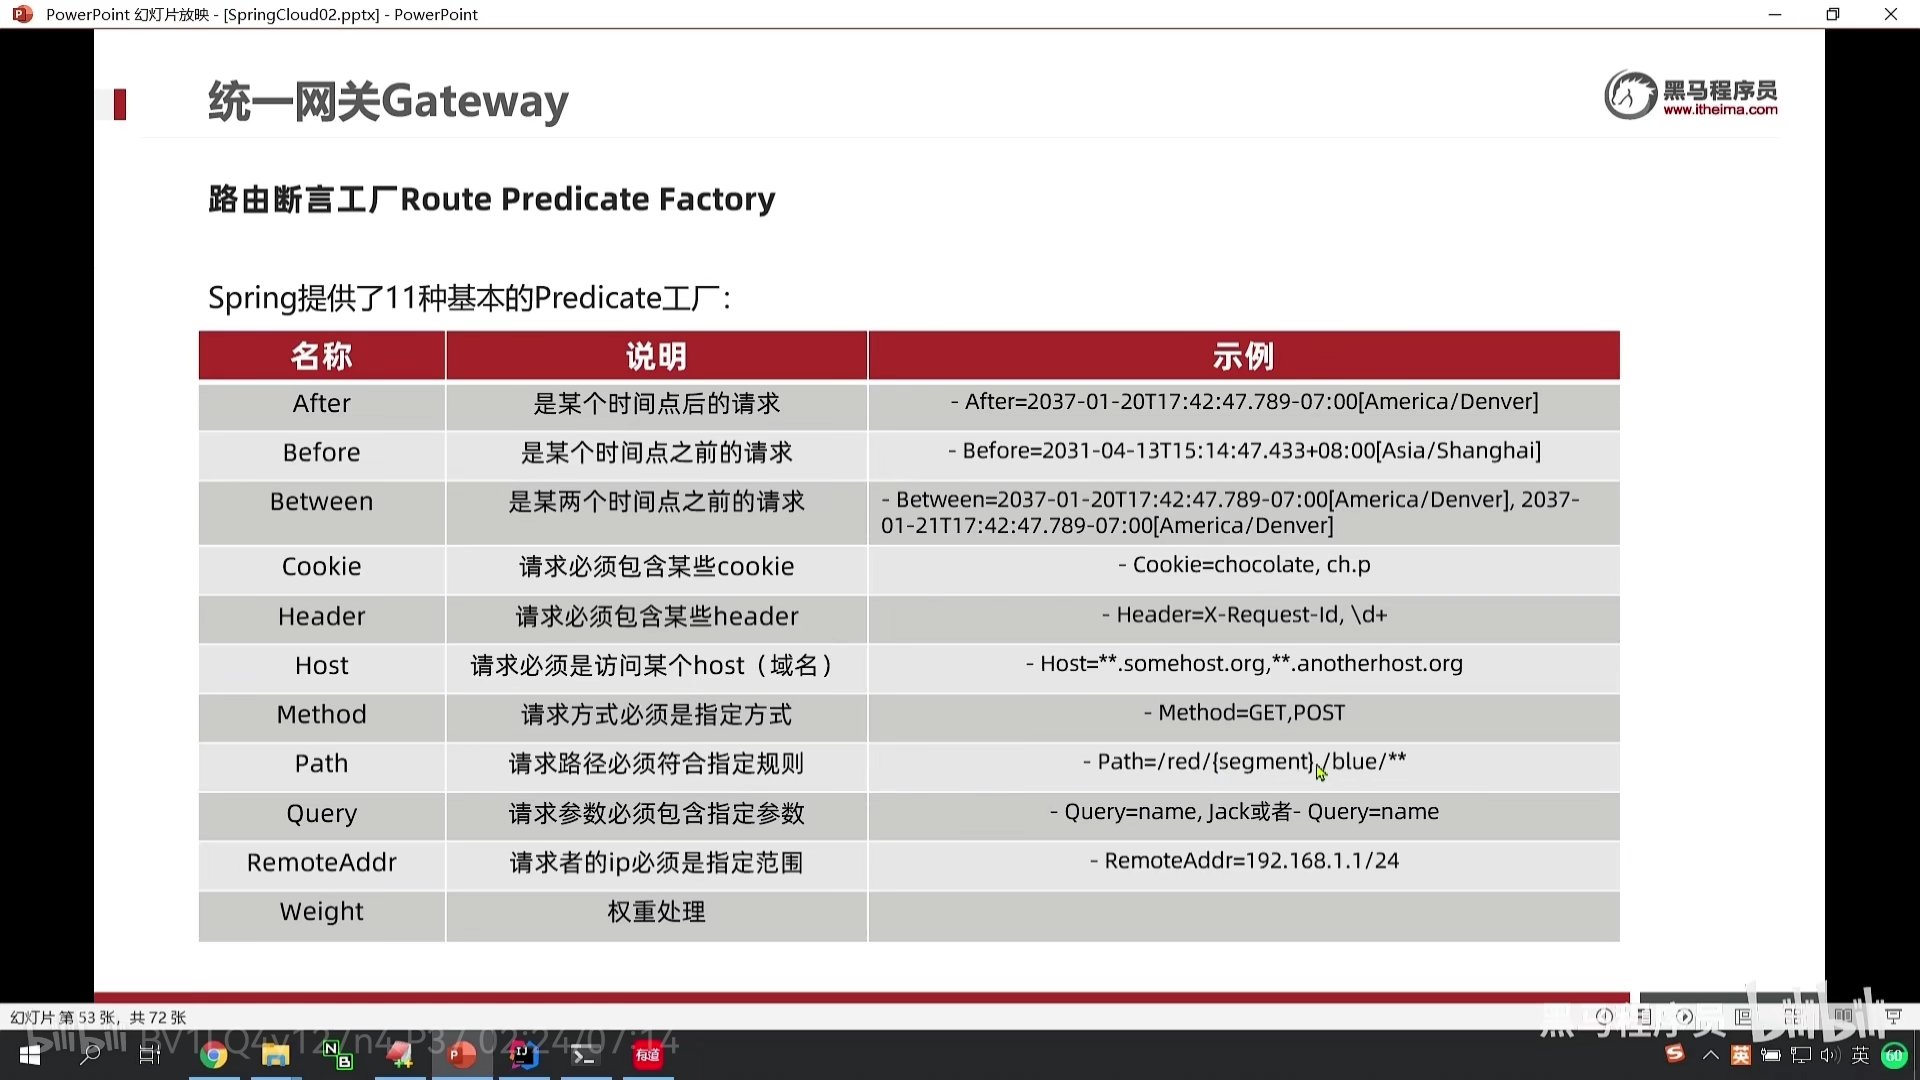 PowerPoint 幻灯片放映 - [SpringCloud02.pptx] - PowerPoint
统一网关Gateway
黑马程序员
www.itheima.com
路由断言工厂Route Predicate Factory
Spring提供了11种基本的Predicate工厂：
名称 说明 示例
After 是某个时间点后的请求 - After=2037-01-20T17:42:47.789-07:00[America/Denver]
Before 是某个时间点之前的请求 - Before=2031-04-13T15:14:47.433+08:00[Asia/Shanghai]
Between 是某两个时间点之前的请求 - Between=2037-01-20T17:42:47.789-07:00[America/Denver], 2037-
01-21T17:42:47.789-07:00[America/Denver]
Cookie 请求必须包含某些cookie - Cookie=chocolate, ch.p
Header 请求必须包含某些header - Header=X-Request-Id, \d+
Host 请求必须是访问某个host（域名） - Host=**.somehost.org,**.anotherhost.org
Method 请求方式必须是指定方式 - Method=GET,POST
Path 请求路径必须符合指定规则 - Path=/red/{segment},/blue/**
Query 请求参数必须包含指定参数 - Query=name, Jack或者- Query=name
RemoteAddr 请求者的ip必须是指定范围 - RemoteAddr=192.168.1.1/24
Weight 权重处理
幻灯片 第 53 张，共 72 张
黑马程序员 bilibili
bilibili 02:24/07:14
有道
英 英 60